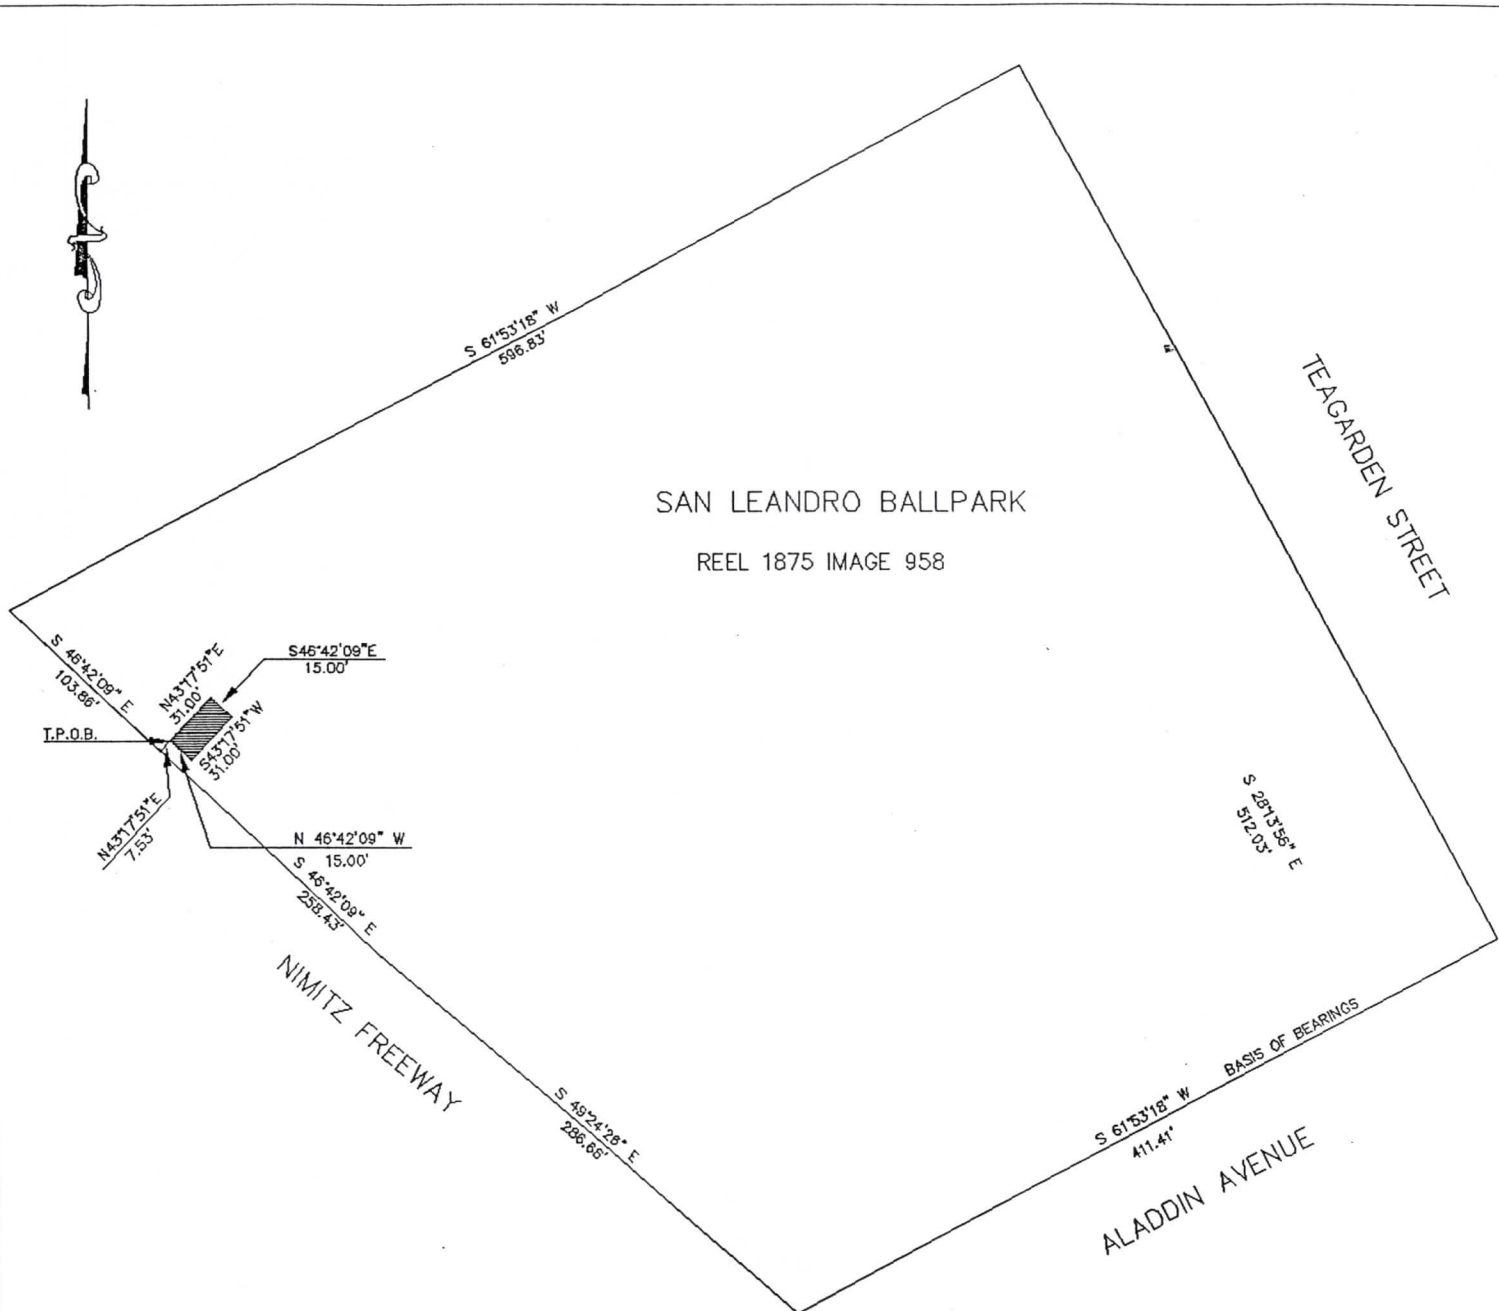 S 61°53'18" W
596.83'
TEAGARDEN STREET
SAN LEANDRO BALLPARK
REEL 1875 IMAGE 958
S 46°42'09" E
103.86'
N43°17'51"E
31.00'
S46°42'09"E
15.00'
T.P.O.B.
S43°17'51"W
31.00'
N43°17'51"E
7.53'
N 46°42'09" W
15.00'
S 46°42'09" E
258.43'
S 28°13'56" E
512.03'
NIMITZ FREEWAY
S 49°24'26" E
286.66'
BASIS OF BEARINGS
S 61°53'18" W
411.41'
ALADDIN AVENUE